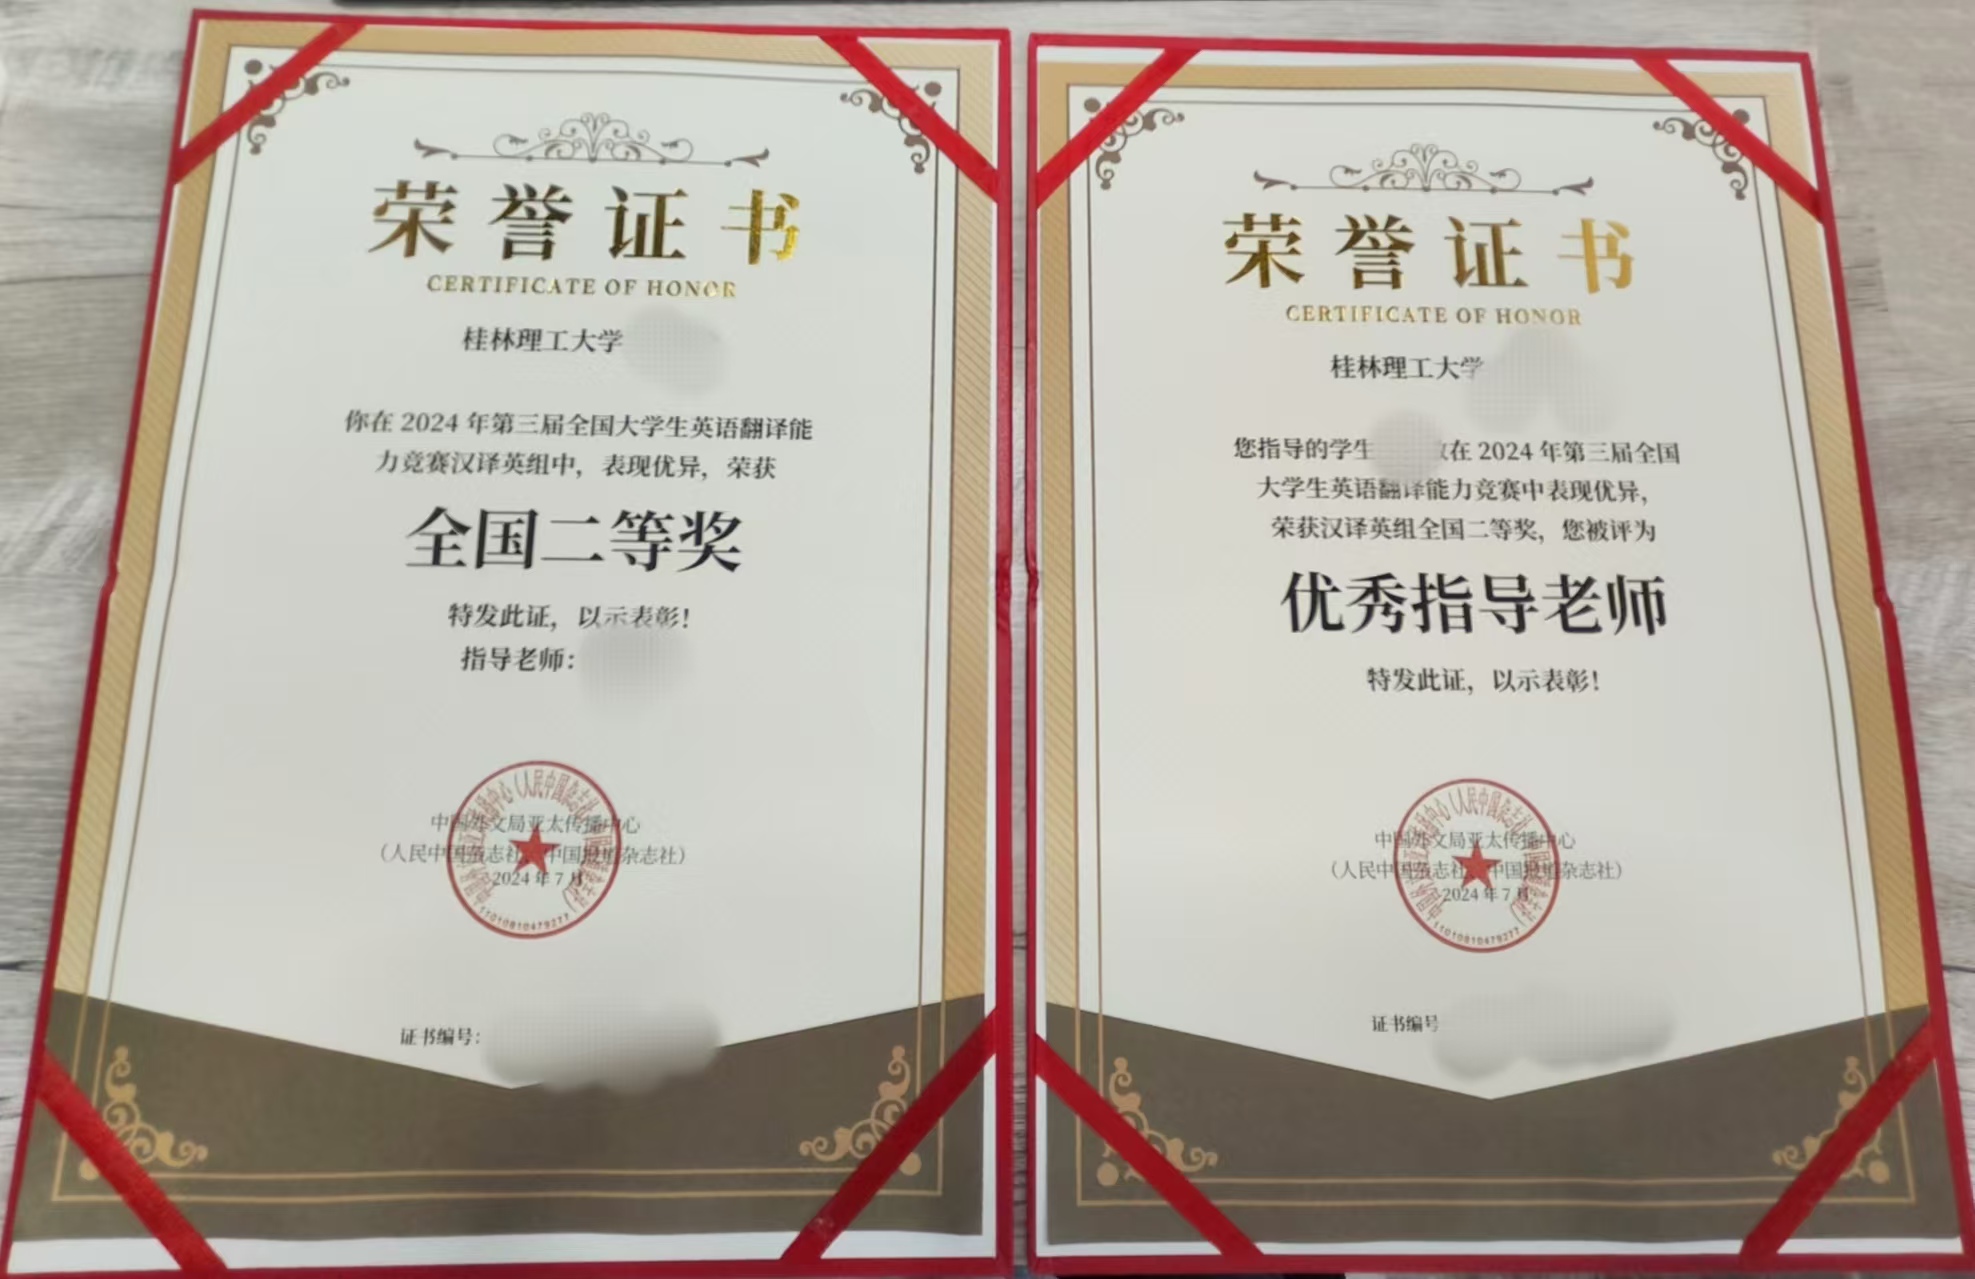 荣誉证书
CERTIFICATE OF HONOR
桂林理工大学
你在 2024 年第三届全国大学生英语翻译能
力竞赛汉译英组中，表现优异，荣获
全国二等奖
特发此证，以示表彰！
指导老师：
中国外文局亚太传播中心
（人民中国杂志社、中国报道杂志社）
2024 年 7 月
11010810479277
证书编号：
荣誉证书
CERTIFICATE OF HONOR
桂林理工大学
您指导的学生 在 2024 年第三届全国
大学生英语翻译能力竞赛中表现优异，
荣获汉译英组全国二等奖，您被评为
优秀指导老师
特发此证，以示表彰！
中国外文局亚太传播中心
（人民中国杂志社、中国报道杂志社）
2024 年 7 月
11010810479277
证书编号